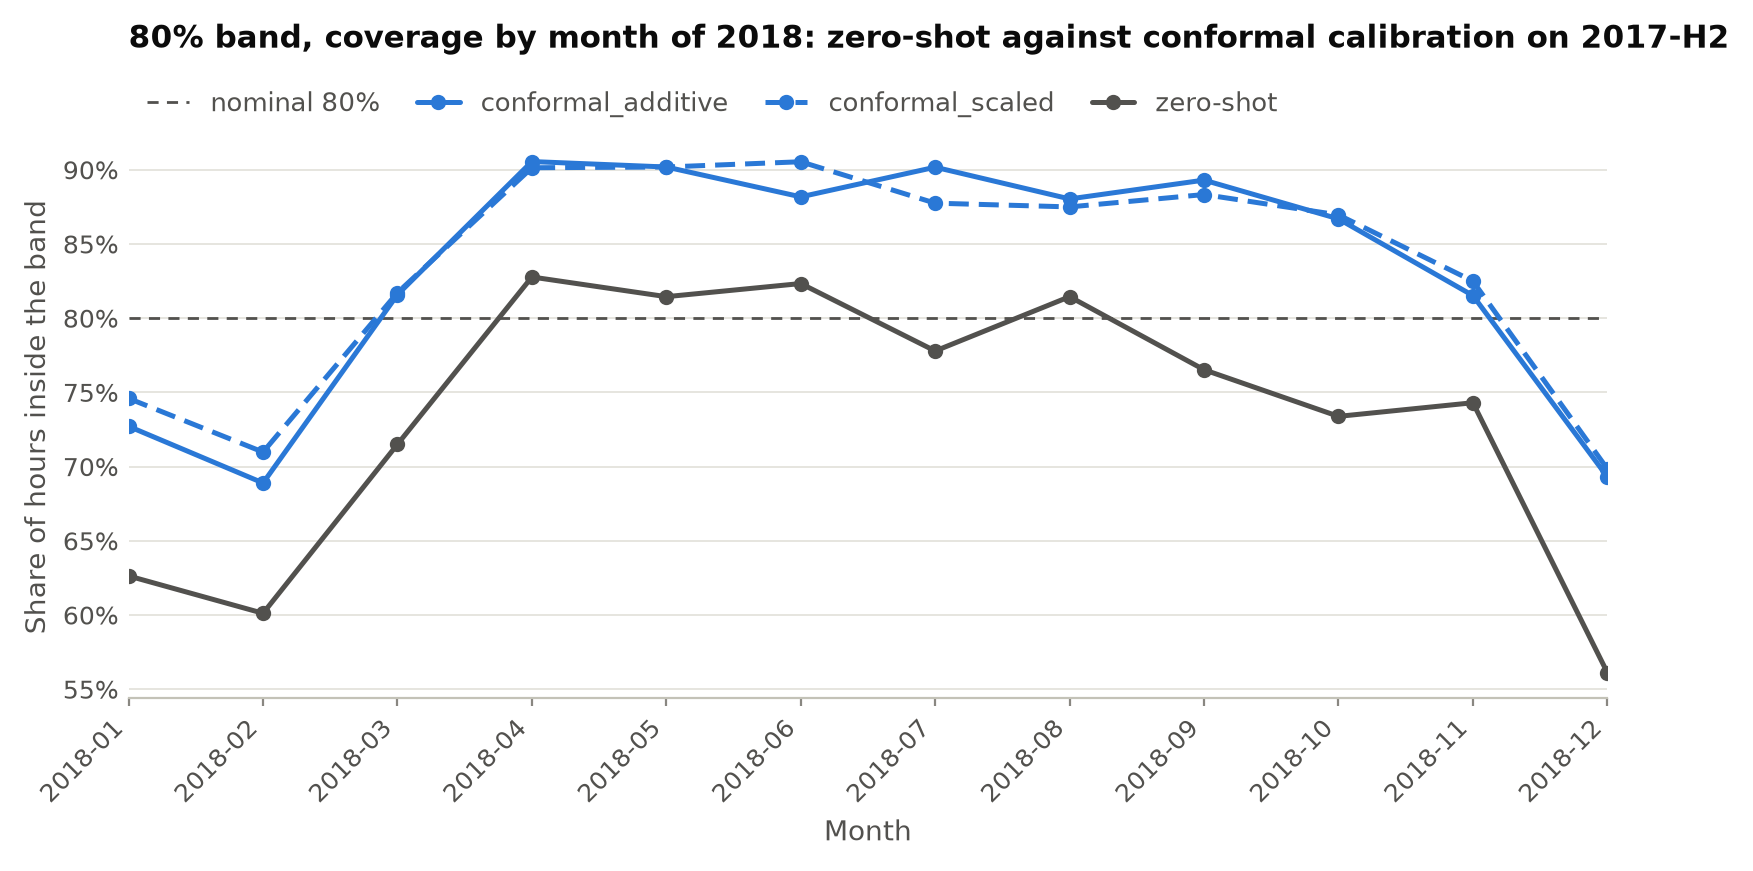 80% band, coverage by month of 2018: zero-shot against conformal calibration on 2017-H2
nominal 80% conformal_additive conformal_scaled zero-shot
Share of hours inside the band
90%
85%
80%
75%
70%
65%
60%
55%
2018-01 2018-02 2018-03 2018-04 2018-05 2018-06 2018-07 2018-08 2018-09 2018-10 2018-11 2018-12
Month